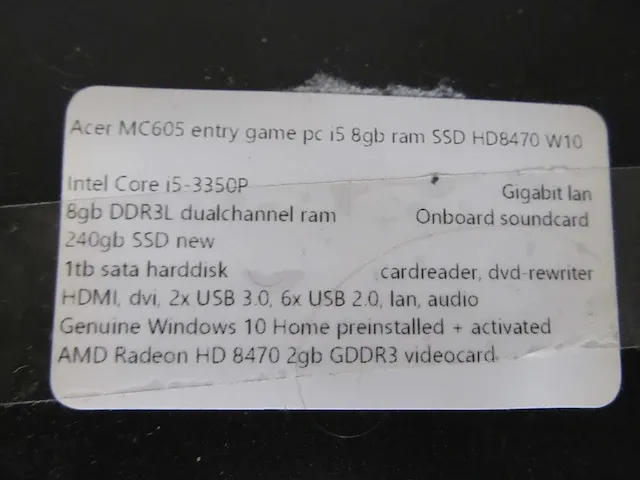 Acer MC605 entry game pc i5 8gb ram SSD HD8470 W10
Intel Core i5-3350P
Gigabit lan
8gb DDR3L dualchannel ram
Onboard soundcard
240gb SSD new
1tb sata harddisk
cardreader, dvd-rewriter
HDMI, dvi, 2x USB 3.0, 6x USB 2.0, lan, audio
Genuine Windows 10 Home preinstalled + activated
AMD Radeon HD 8470 2gb GDDR3 videocard